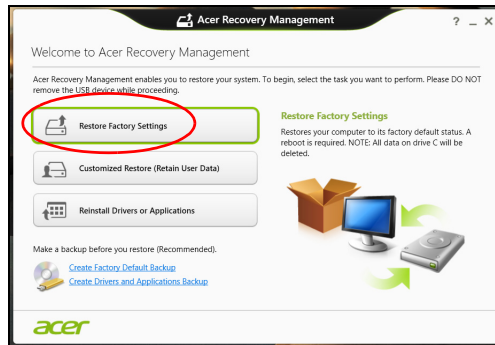 Acer Recovery Management
? _ X
Welcome to Acer Recovery Management
Acer Recovery Management enables you to restore your system. To begin, select the task you want to perform. Please DO NOT
remove the USB device while proceeding.
Restore Factory Settings
Customized Restore (Retain User Data)
Reinstall Drivers or Applications
Restore Factory Settings
Restores your computer to its factory default status. A
reboot is required. NOTE: All data on drive C will be
deleted.
Make a backup before you restore (Recommended).
Create Factory Default Backup
Create Drivers and Applications Backup
acer